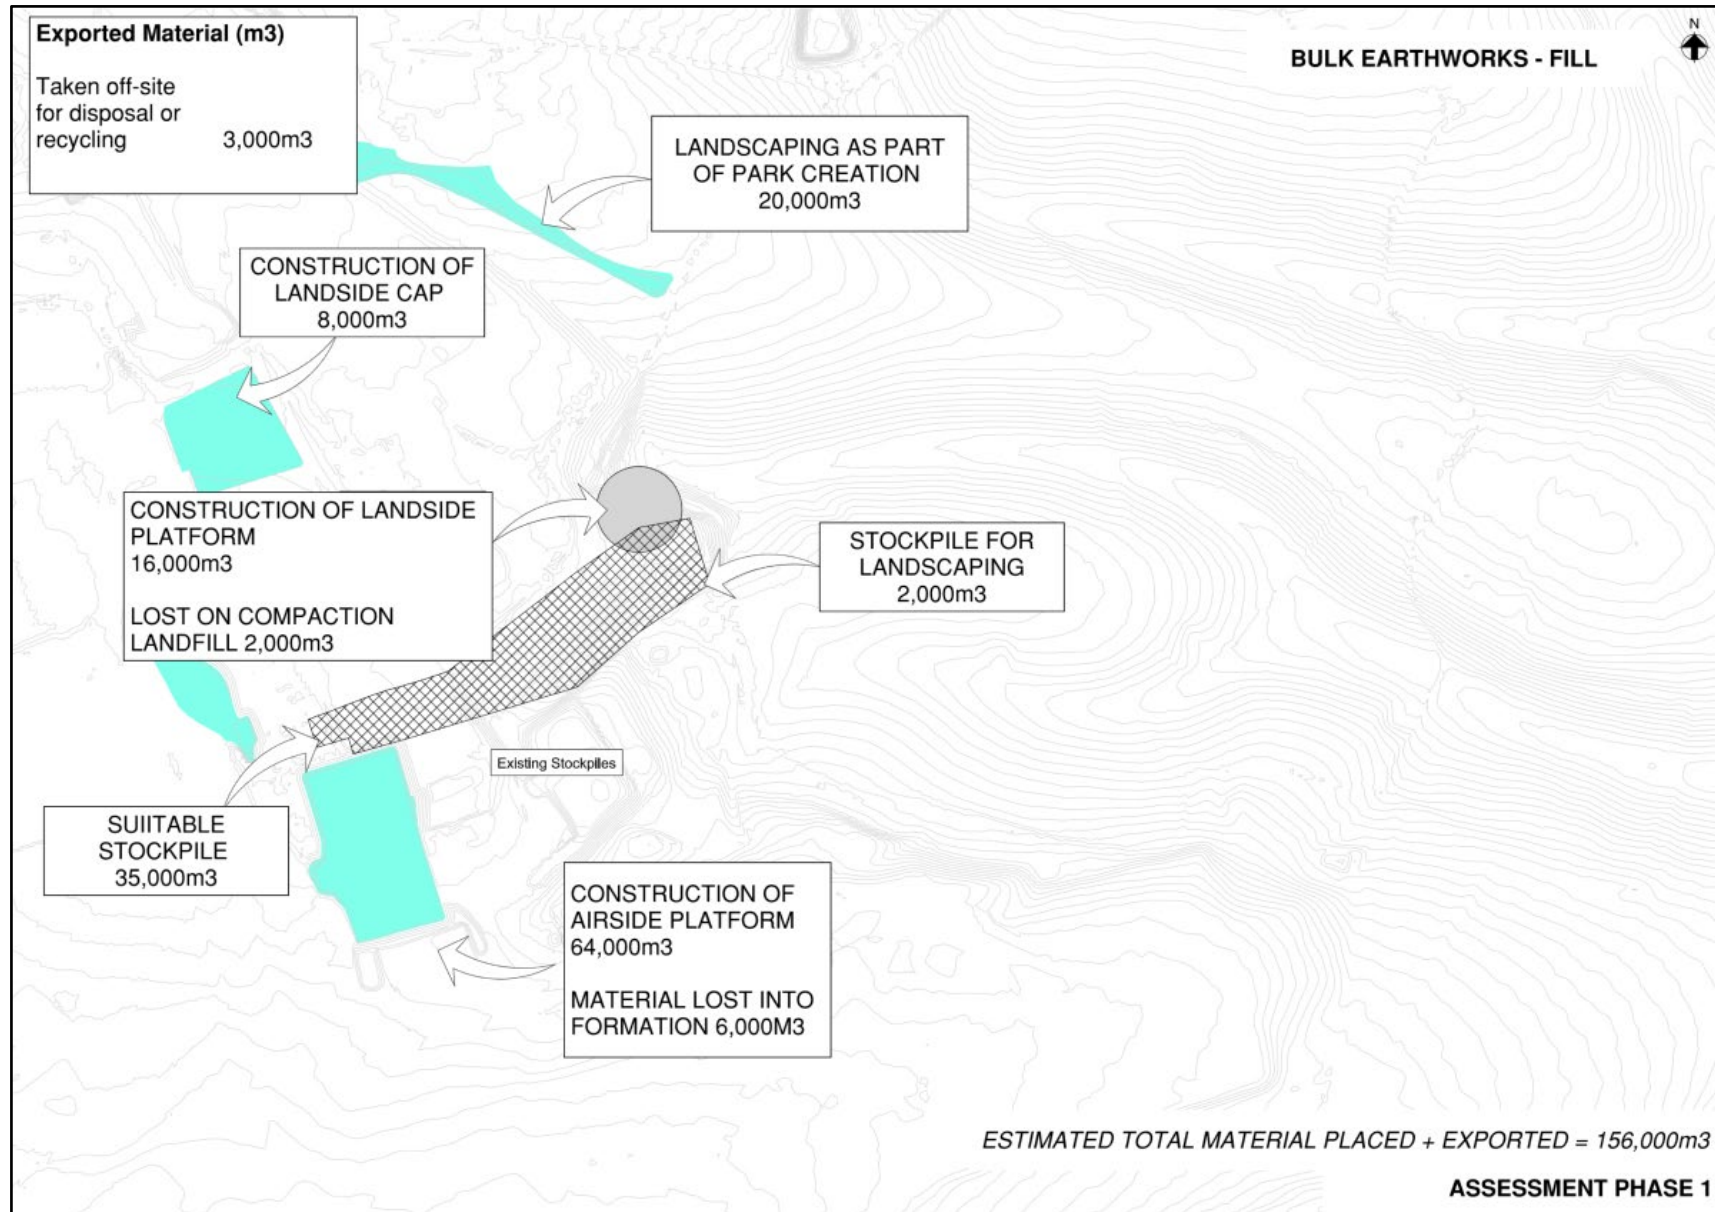 Exported Material (m3)
Taken off-site
for disposal or
recycling 3,000m3
BULK EARTHWORKS - FILL
N
LANDSCAPING AS PART
OF PARK CREATION
20,000m3
CONSTRUCTION OF
LANDSIDE CAP
8,000m3
CONSTRUCTION OF LANDSIDE
PLATFORM
16,000m3
LOST ON COMPACTION
LANDFILL 2,000m3
STOCKPILE FOR
LANDSCAPING
2,000m3
Existing Stockpiles
SUIITABLE
STOCKPILE
35,000m3
CONSTRUCTION OF
AIRSIDE PLATFORM
64,000m3
MATERIAL LOST INTO
FORMATION 6,000M3
ESTIMATED TOTAL MATERIAL PLACED + EXPORTED = 156,000m3
ASSESSMENT PHASE 1